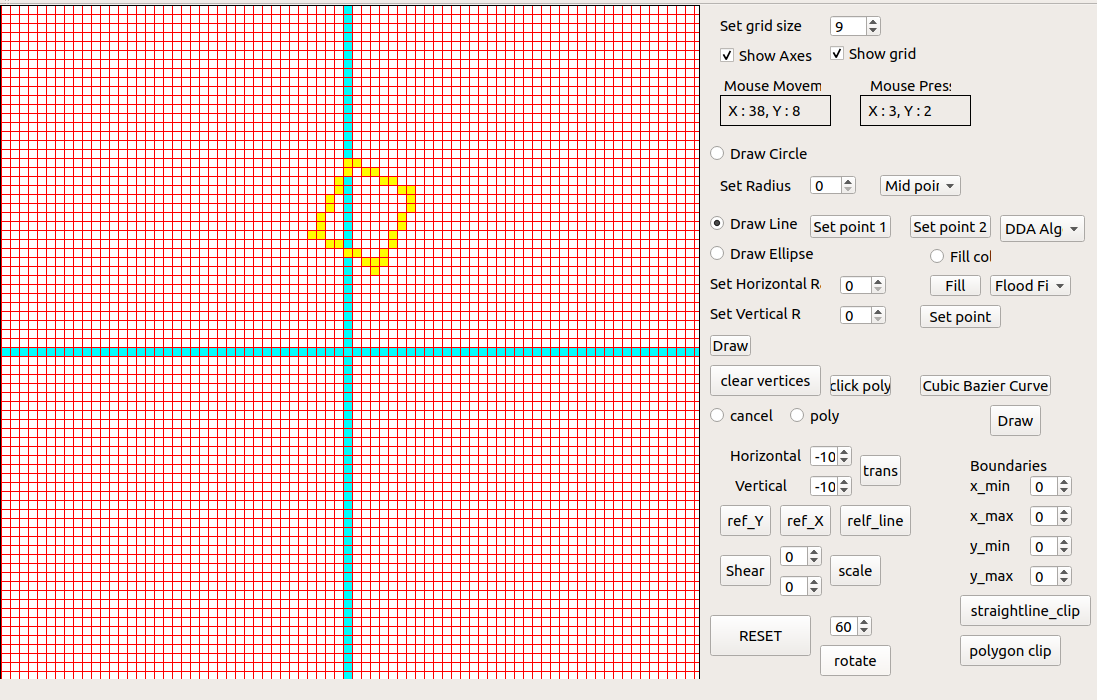 Set grid size 9
Show Axes Show grid
Mouse Movem Mouse Pres
X : 38, Y : 8 X : 3, Y : 2
Draw Circle
Set Radius 0 Mid poir
Draw Line Set point 1 Set point 2 DDA Alg
Draw Ellipse Fill col
Set Horizontal R 0 Fill Flood Fi
Set Vertical R 0 Set point
Draw
clear vertices click poly Cubic Bazier Curve
cancel poly Draw
Horizontal -10 trans
Vertical -10
Boundaries
x_min 0
ref_Y ref_X relf_line x_max 0
Shear 0 scale y_min 0
0 y_max 0
straightline_clip
RESET 60 polygon clip
rotate